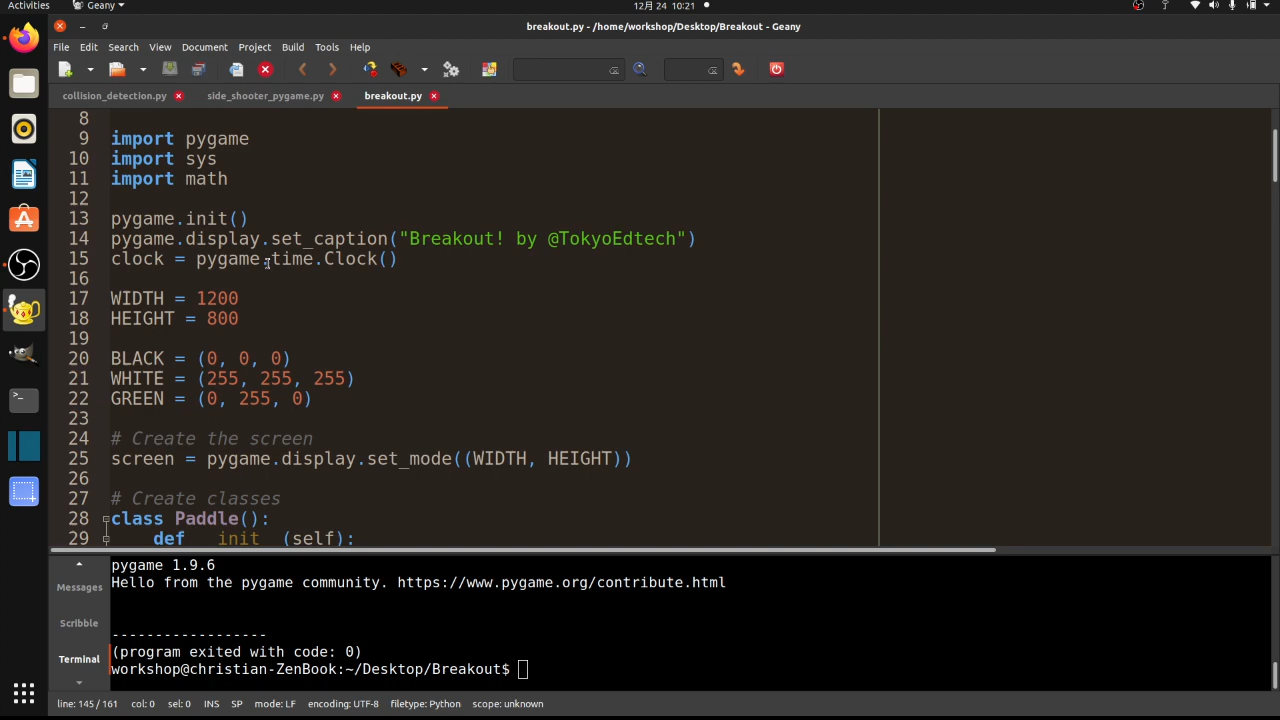 Activities
Geany
12月 24 10:21
breakout.py - /home/workshop/Desktop/Breakout - Geany
File Edit Search View Document Project Build Tools Help
collision_detection.py side_shooter_pygame.py breakout.py
8
9 import pygame
10 import sys
11 import math
12
13 pygame.init()
14 pygame.display.set_caption("Breakout! by @TokyoEdtech")
15 clock = pygame.time.Clock()
16
17 WIDTH = 1200
18 HEIGHT = 800
19
20 BLACK = (0, 0, 0)
21 WHITE = (255, 255, 255)
22 GREEN = (0, 255, 0)
23
24 # Create the screen
25 screen = pygame.display.set_mode((WIDTH, HEIGHT))
26
27 # Create classes
28 class Paddle():
29 def init (self):
Messages
Scribble
Terminal
pygame 1.9.6
Hello from the pygame community. https://www.pygame.org/contribute.html
------------------
(program exited with code: 0)
workshop@christian-ZenBook:~/Desktop/Breakout$
line: 145 / 161 col: 0 sel: 0 INS SP mode: LF encoding: UTF-8 filetype: Python scope: unknown